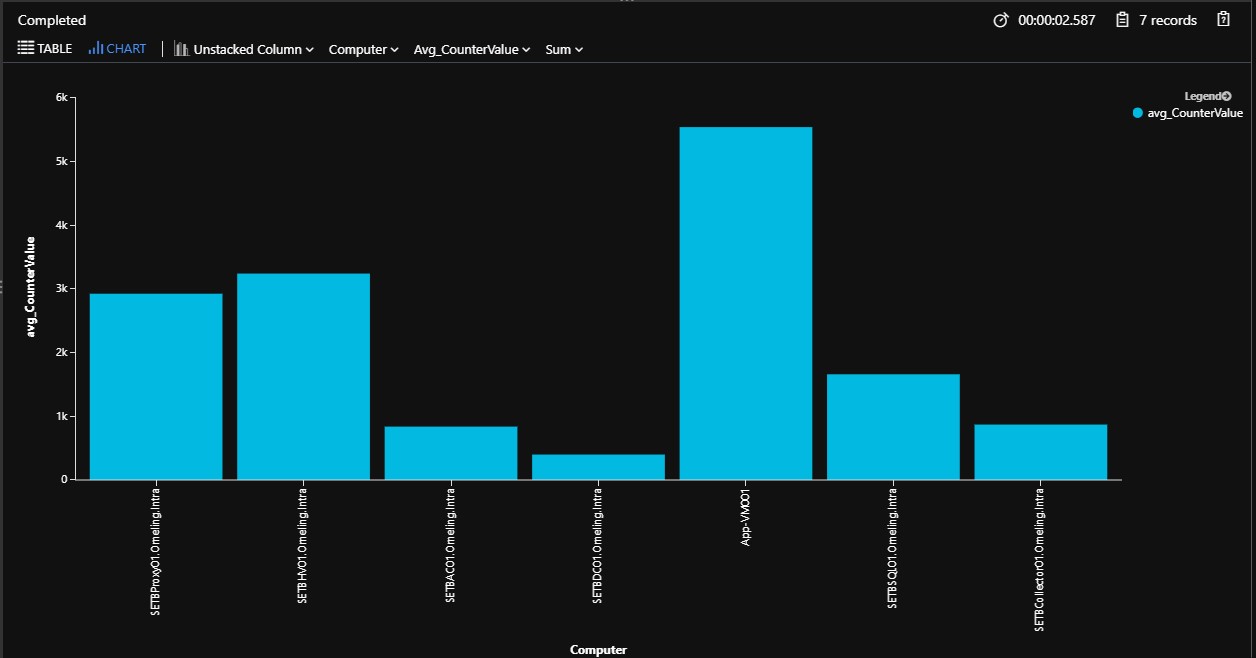 Completed
00:00:02.587 7 records
TABLE CHART Unstacked Column Computer Avg_CounterValue Sum
Legend
avg_CounterValue
6k
5k
4k
3k
2k
1k
0
avg_CounterValue
SETBProxy01.Omeling.Intra
SETBHV01.Omeling.Intra
SETBAC01.Omeling.Intra
SETBDC01.Omeling.Intra
App-VM001
SETBSQL01.Omeling.Intra
SETBCollector01.Omeling.Intra
Computer